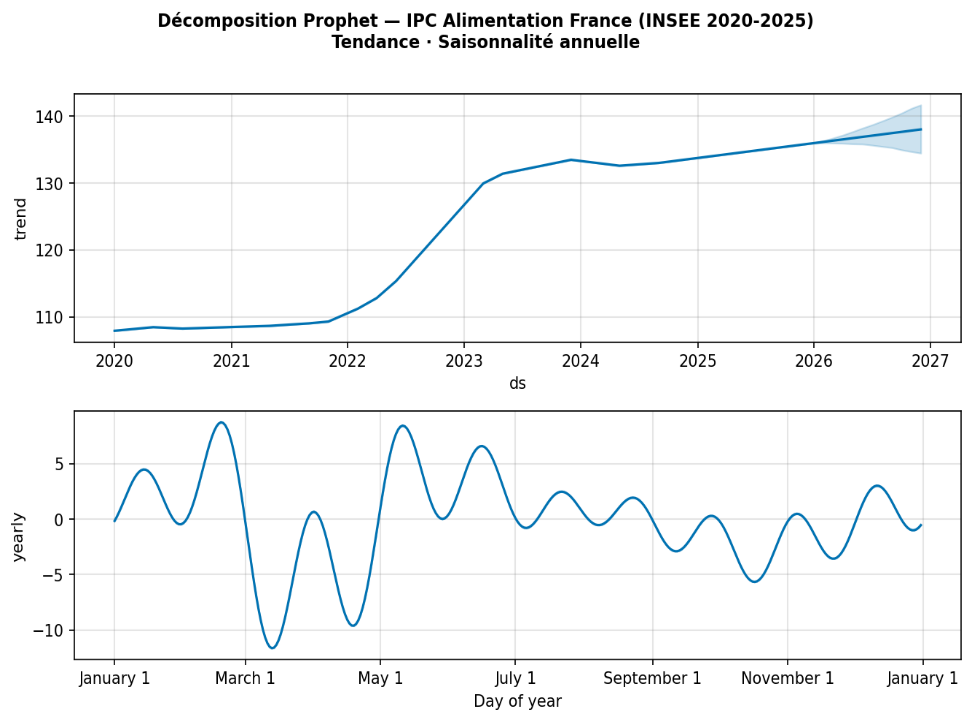 Décomposition Prophet — IPC Alimentation France (INSEE 2020-2025)
Tendance · Saisonnalité annuelle
140
130
120
110
trend
2020 2021 2022 2023 2024 2025 2026 2027
ds
5
0
−5
−10
yearly
January 1 March 1 May 1 July 1 September 1 November 1 January 1
Day of year